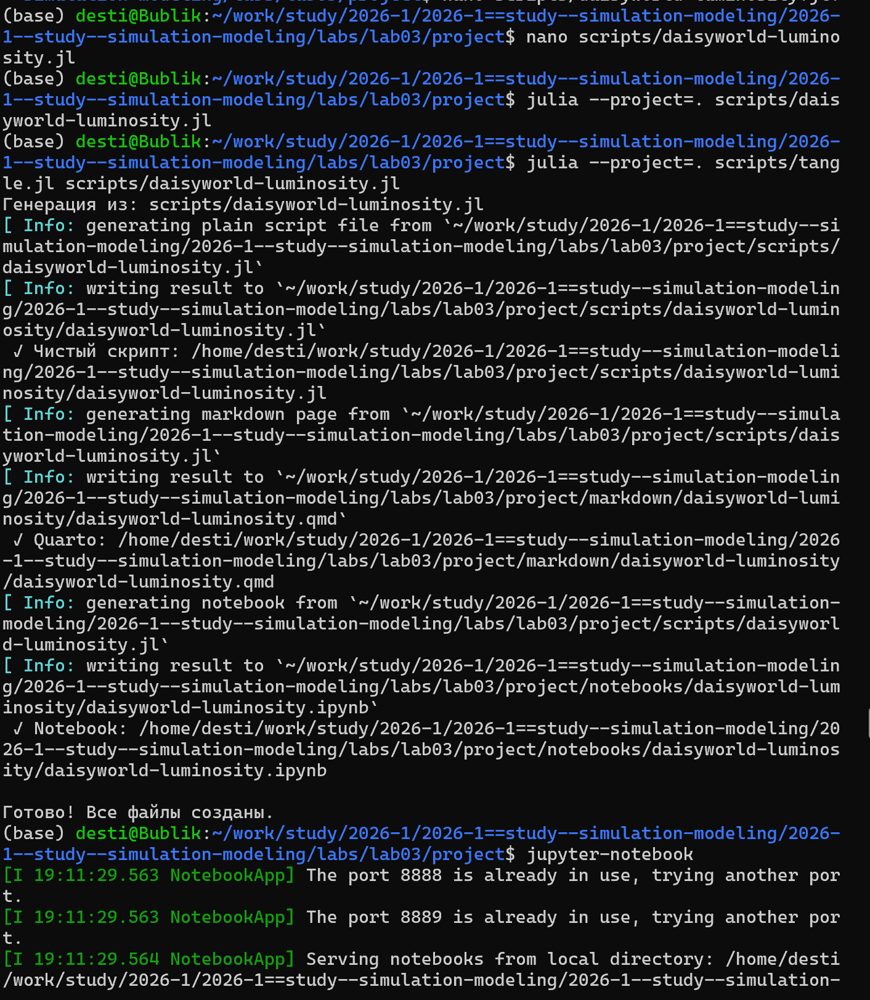 (base) desti@Bublik:~/work/study/2026-1/2026-1==study--simulation-modeling/2026-
1--study--simulation-modeling/labs/lab03/project$ nano scripts/daisyworld-lumino
sity.jl
(base) desti@Bublik:~/work/study/2026-1/2026-1==study--simulation-modeling/2026-
1--study--simulation-modeling/labs/lab03/project$ julia --project=. scripts/dais
yworld-luminosity.jl
(base) desti@Bublik:~/work/study/2026-1/2026-1==study--simulation-modeling/2026-
1--study--simulation-modeling/labs/lab03/project$ julia --project=. scripts/tang
le.jl scripts/daisyworld-luminosity.jl
Генерация из: scripts/daisyworld-luminosity.jl
[ Info: generating plain script file from `~/work/study/2026-1/2026-1==study--si
mulation-modeling/2026-1--study--simulation-modeling/labs/lab03/project/scripts/
daisyworld-luminosity.jl`
[ Info: writing result to `~/work/study/2026-1/2026-1==study--simulation-modelin
g/2026-1--study--simulation-modeling/labs/lab03/project/scripts/daisyworld-lumin
osity/daisyworld-luminosity.jl`
 ✓ Чистый скрипт: /home/desti/work/study/2026-1/2026-1==study--simulation-modeli
ng/2026-1--study--simulation-modeling/labs/lab03/project/scripts/daisyworld-lumi
nosity/daisyworld-luminosity.jl
[ Info: generating markdown page from `~/work/study/2026-1/2026-1==study--simula
tion-modeling/2026-1--study--simulation-modeling/labs/lab03/project/scripts/dais
yworld-luminosity.jl`
[ Info: writing result to `~/work/study/2026-1/2026-1==study--simulation-modelin
g/2026-1--study--simulation-modeling/labs/lab03/project/markdown/daisyworld-lumi
nosity/daisyworld-luminosity.qmd`
 ✓ Quarto: /home/desti/work/study/2026-1/2026-1==study--simulation-modeling/2026
-1--study--simulation-modeling/labs/lab03/project/markdown/daisyworld-luminosity
/daisyworld-luminosity.qmd
[ Info: generating notebook from `~/work/study/2026-1/2026-1==study--simulation-
modeling/2026-1--study--simulation-modeling/labs/lab03/project/scripts/daisyworl
d-luminosity.jl`
[ Info: writing result to `~/work/study/2026-1/2026-1==study--simulation-modelin
g/2026-1--study--simulation-modeling/labs/lab03/project/notebooks/daisyworld-lum
inosity/daisyworld-luminosity.ipynb`
 ✓ Notebook: /home/desti/work/study/2026-1/2026-1==study--simulation-modeling/20
26-1--study--simulation-modeling/labs/lab03/project/notebooks/daisyworld-luminos
ity/daisyworld-luminosity.ipynb
Готово! Все файлы созданы.
(base) desti@Bublik:~/work/study/2026-1/2026-1==study--simulation-modeling/2026-
1--study--simulation-modeling/labs/lab03/project$ jupyter-notebook
[I 19:11:29.563 NotebookApp] The port 8888 is already in use, trying another por
t.
[I 19:11:29.563 NotebookApp] The port 8889 is already in use, trying another por
t.
[I 19:11:29.564 NotebookApp] Serving notebooks from local directory: /home/desti
/work/study/2026-1/2026-1==study--simulation-modeling/2026-1--study--simulation-